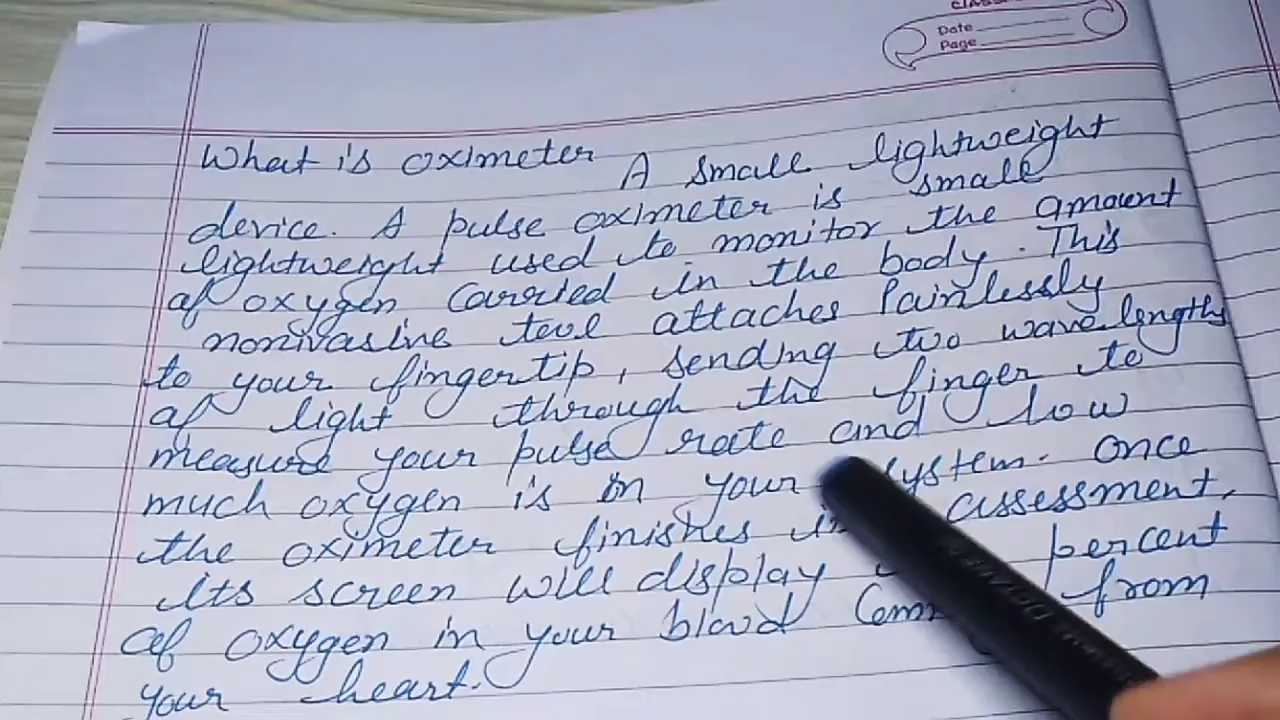 Date
Page
What is oximeter A small lightweight
device. A pulse oximeter is small
lightweight used to monitor the amount
of oxygen carried in the body. This
nonivasine tool attaches Painlessly
to your fingertip, sending two wavelengths
of light through the finger to
measure your pulse rate and how
much oxygen is in your system. Once
the oximeter finishes assessment,
its screen will display percent
of oxygen in your blood from
your heart.